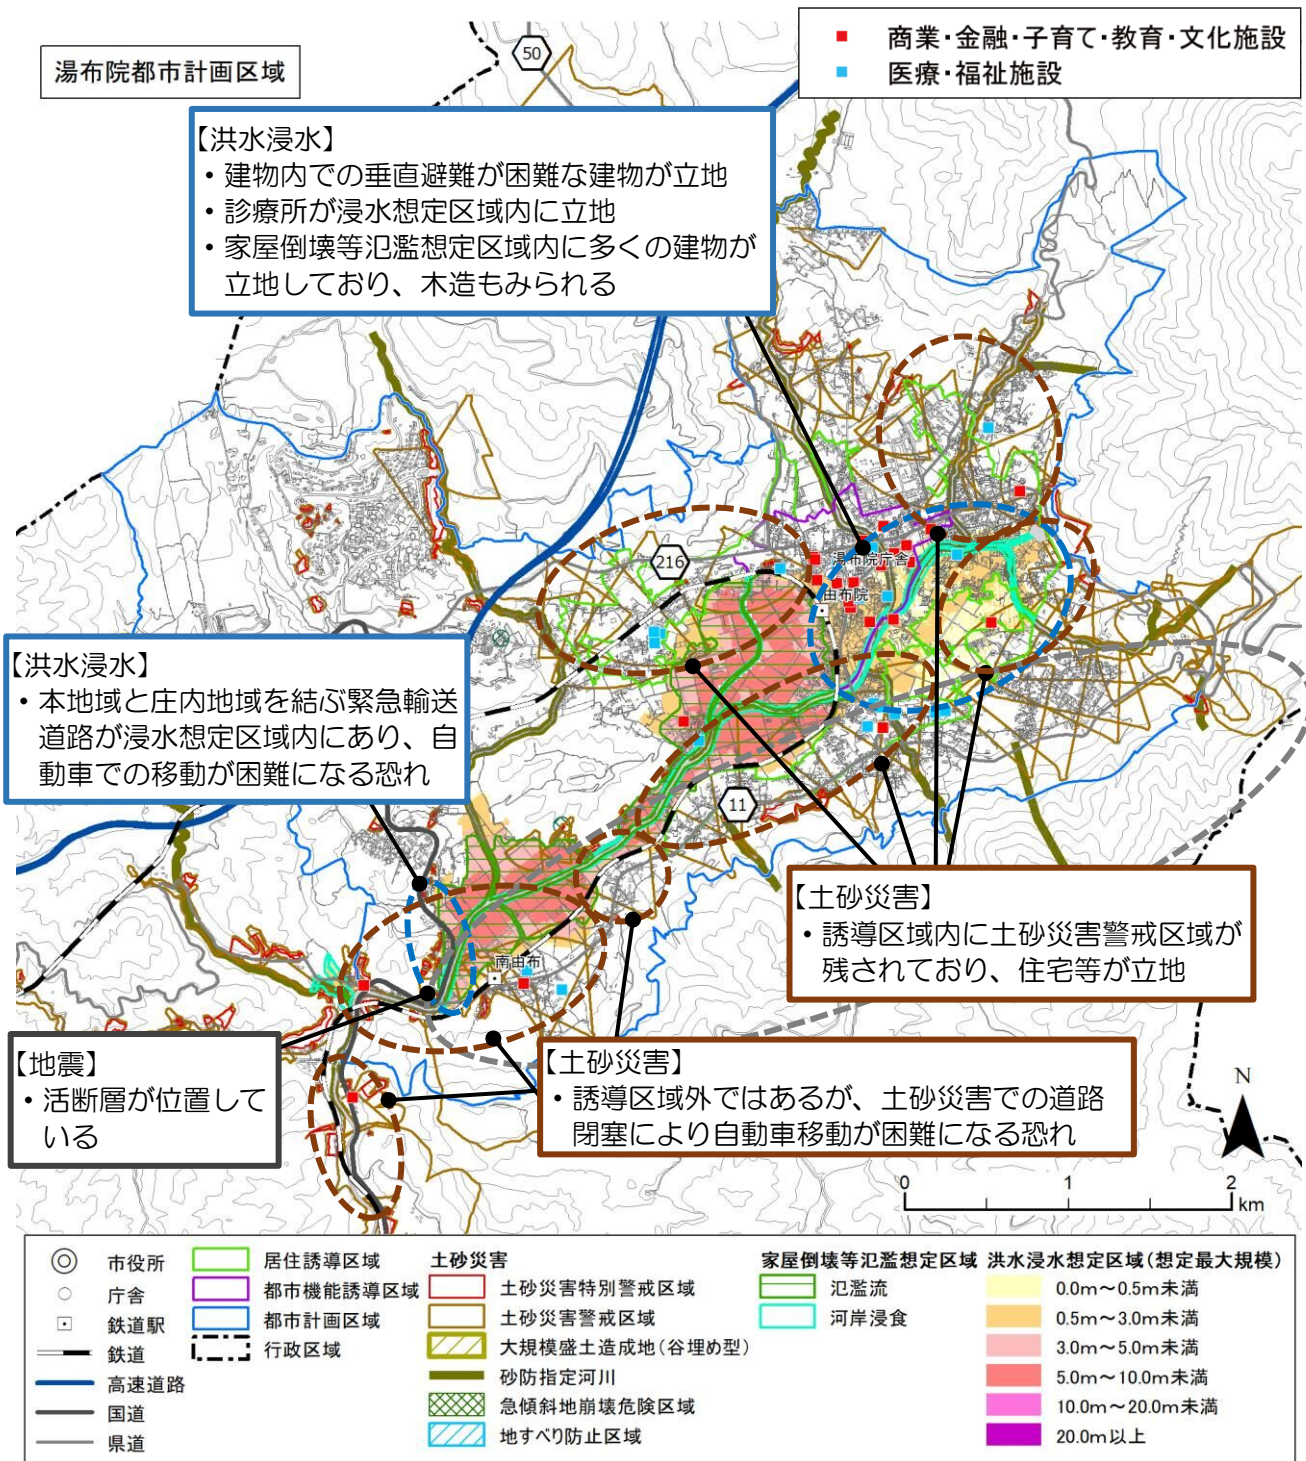 湯布院都市計画区域
50
商業・金融・子育て・教育・文化施設
医療・福祉施設
【洪水浸水】
・建物内での垂直避難が困難な建物が立地
・診療所が浸水想定区域内に立地
・家屋倒壊等氾濫想定区域内に多くの建物が
立地しており、木造もみられる
216
湯布院庁舎
由布院
【洪水浸水】
・本地域と庄内地域を結ぶ緊急輸送
道路が浸水想定区域内にあり、自
動車での移動が困難になる恐れ
11
【土砂災害】
・誘導区域内に土砂災害警戒区域が
残されており、住宅等が立地
南由布
【地震】
・活断層が位置して
いる
【土砂災害】
・誘導区域外ではあるが、土砂災害での道路
閉塞により自動車移動が困難になる恐れ
N
0 1 2
km
市役所
庁舎
鉄道駅
鉄道
高速道路
国道
県道
居住誘導区域
都市機能誘導区域
都市計画区域
行政区域
土砂災害
土砂災害特別警戒区域
土砂災害警戒区域
大規模盛土造成地(谷埋め型)
砂防指定河川
急傾斜地崩壊危険区域
地すべり防止区域
家屋倒壊等氾濫想定区域
氾濫流
河岸浸食
洪水浸水想定区域(想定最大規模)
0.0m～0.5m未満
0.5m～3.0m未満
3.0m～5.0m未満
5.0m～10.0m未満
10.0m～20.0m未満
20.0m以上